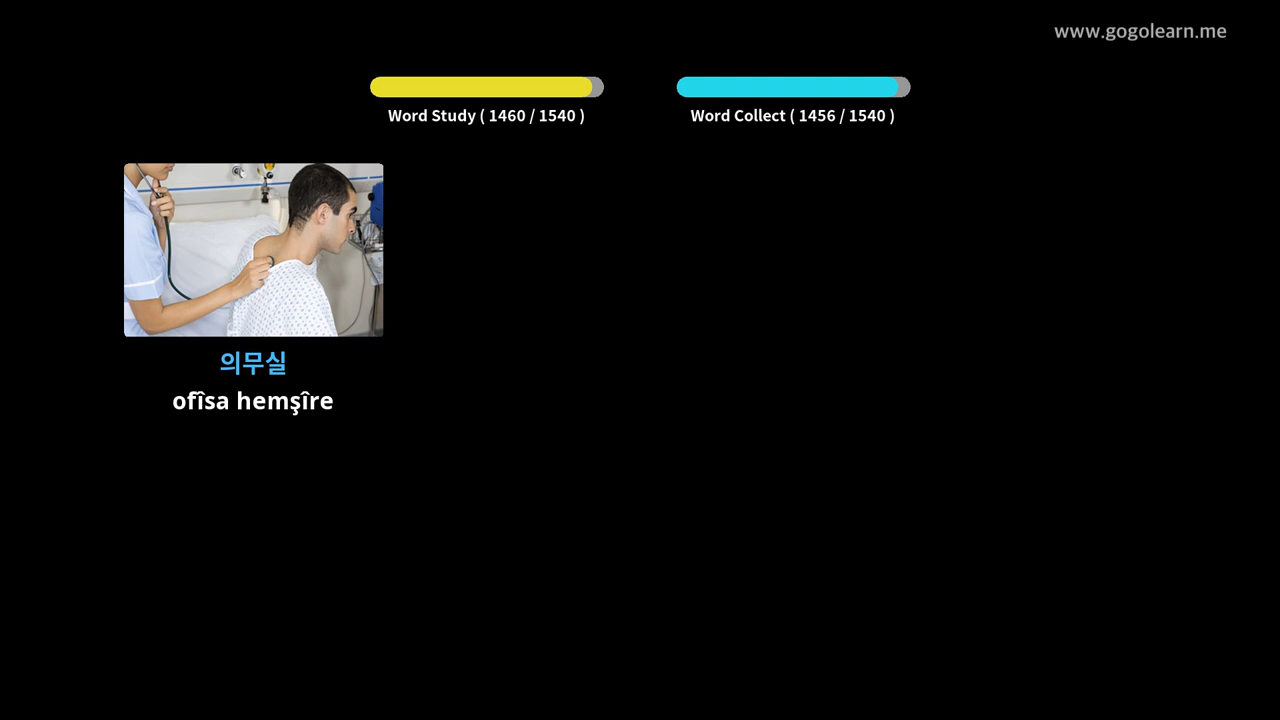 www.gogolearn.me
Word Study ( 1460 / 1540 )
Word Collect ( 1456 / 1540 )
의무실
ofîsa hemşîre